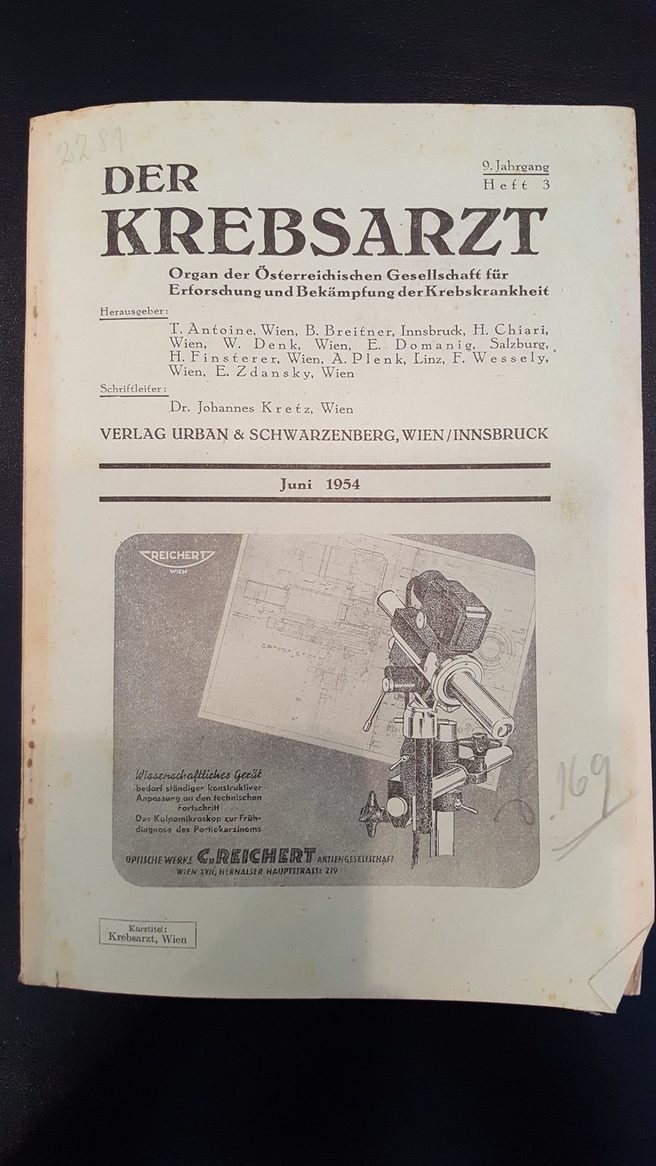 2281
DER
KREBSARZT
9. Jahrgang
Heft 3
Organ der Österreichischen Gesellschaft für
Erforschung und Bekämpfung der Krebskrankheit
Herausgeber:
T. Antoine, Wien, B. Breitner, Innsbruck, H. Chiari,
Wien, W. Denk, Wien, E. Domanig, Salzburg,
H. Finsterer, Wien, A. Plenk, Linz, F. Wessely,
Wien, E. Zdansky, Wien
Schriftleiter:
Dr. Johannes Kretz, Wien
VERLAG URBAN & SCHWARZENBERG, WIEN/INNSBRUCK
Juni 1954
REICHERT
WIEN
Wissenschaftliches Gerät
bedarf ständiger konstruktiver
Anpassung an den technischen
Fortschritt
Das Kolpomikroskop zur Früh-
diagnose des Portiokarzinoms
OPTISCHE WERKE C. REICHERT AKTIENGESELLSCHAFT
WIEN XVII, HERNALSER HAUPTSTRASSE 219
169
Kurztitel:
Krebsarzt, Wien